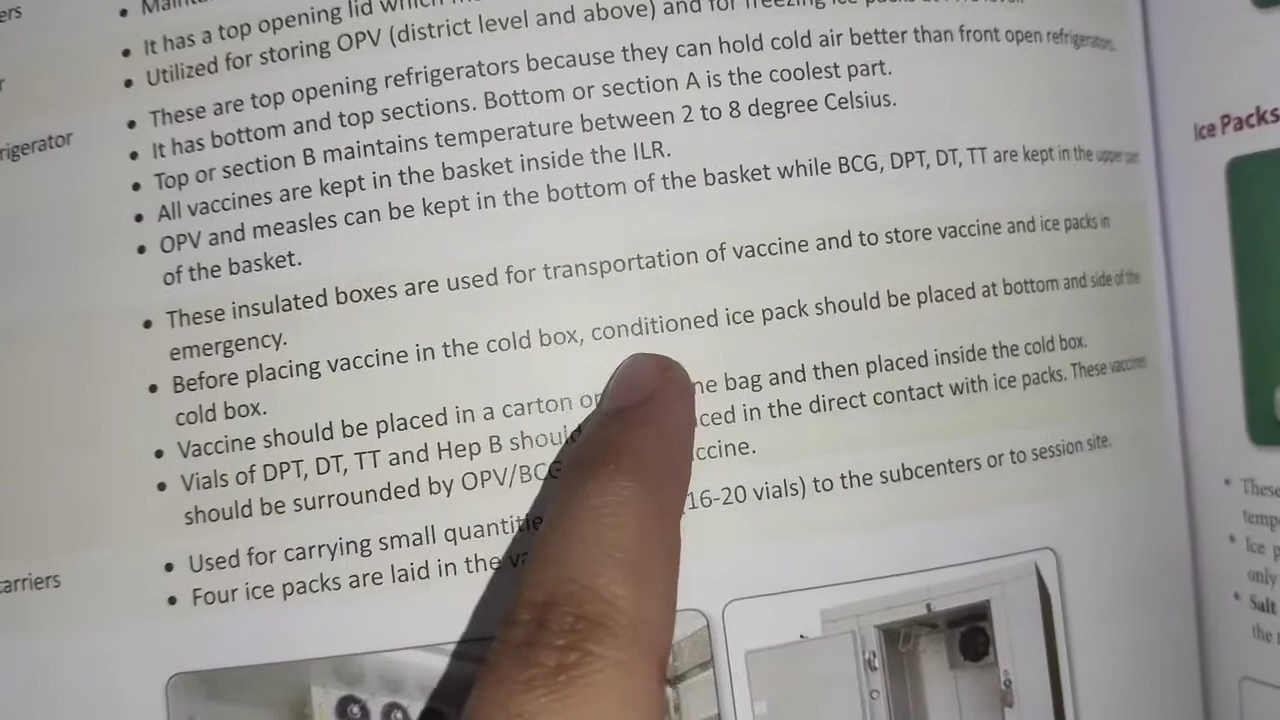 ers
It has a top opening lid
Utilized for storing OPV (district level and above) and for freezing ice packs at
r
These are top opening refrigerators because they can hold cold air better than front open refrigerators.
It has bottom and top sections. Bottom or section A is the coolest part.
rigerator
Top or section B maintains temperature between 2 to 8 degree Celsius.
All vaccines are kept in the basket inside the ILR.
OPV and measles can be kept in the bottom of the basket while BCG, DPT, DT, TT are kept in the upper part
of the basket.
These insulated boxes are used for transportation of vaccine and to store vaccine and ice packs in
emergency.
Before placing vaccine in the cold box, conditioned ice pack should be placed at bottom and side of the
cold box.
Vaccine should be placed in a carton or ne bag and then placed inside the cold box.
Vials of DPT, DT, TT and Hep B shoul ced in the direct contact with ice packs. These vaccines
should be surrounded by OPV/BCG ccine.
arriers
Used for carrying small quantitie (16-20 vials) to the subcenters or to session site.
Four ice packs are laid in the va
Ice Packs
These
temp
Ice p
only
Salt
the